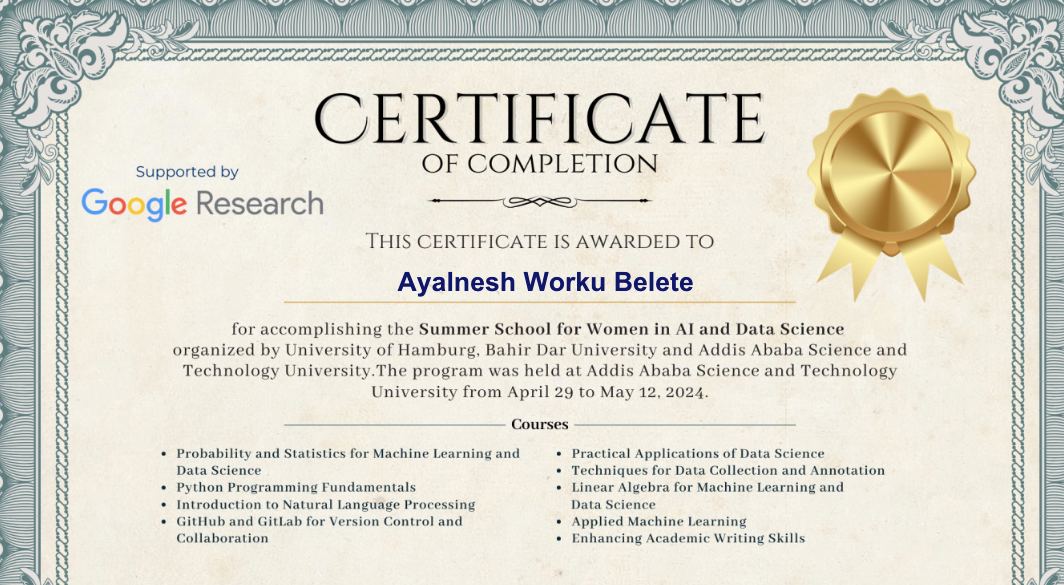 CERTIFICATE
OF COMPLETION
Supported by
Google Research
THIS CERTIFICATE IS AWARDED TO
Ayalnesh Worku Belete
for accomplishing the Summer School for Women in AI and Data Science
organized by University of Hamburg, Bahir Dar University and Addis Ababa Science and
Technology University.The program was held at Addis Ababa Science and Technology
University from April 29 to May 12, 2024.
Courses
• Probability and Statistics for Machine Learning and
Data Science
• Python Programming Fundamentals
• Introduction to Natural Language Processing
• GitHub and GitLab for Version Control and
Collaboration
• Practical Applications of Data Science
• Techniques for Data Collection and Annotation
• Linear Algebra for Machine Learning and
Data Science
• Applied Machine Learning
• Enhancing Academic Writing Skills